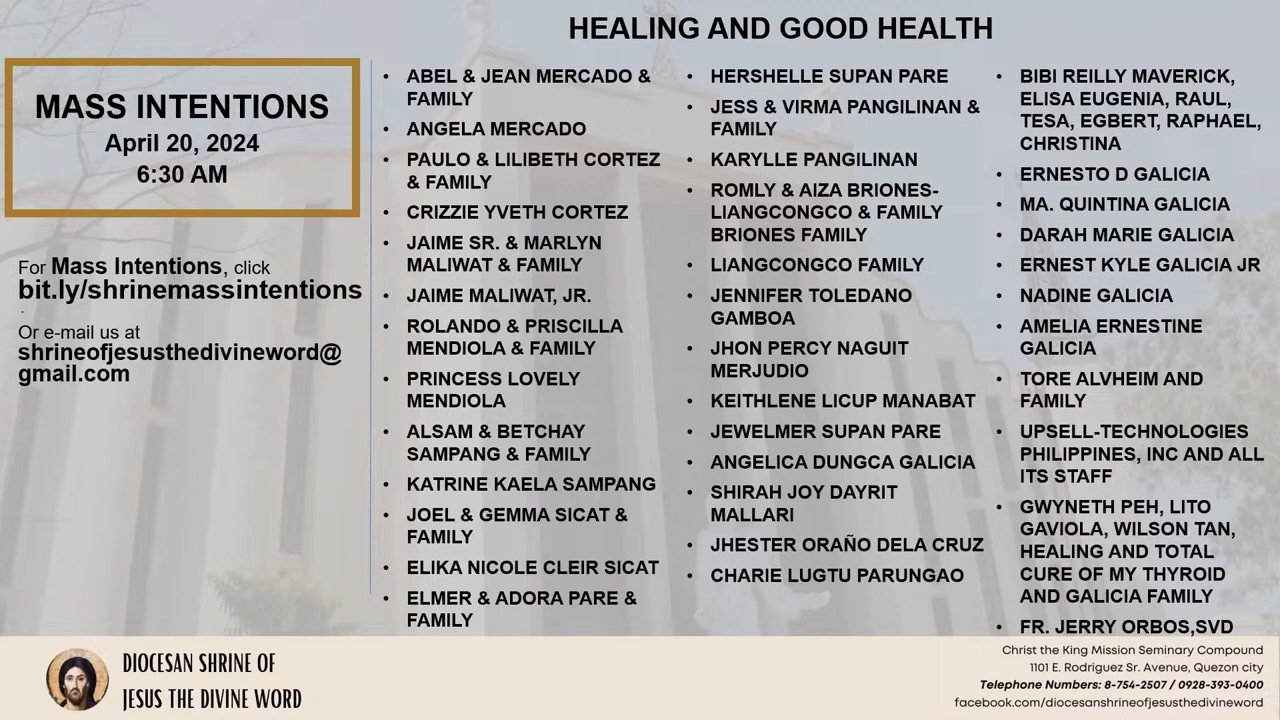 HEALING AND GOOD HEALTH
MASS INTENTIONS
April 20, 2024
6:30 AM
For Mass Intentions, click
bit.ly/shrinemassintentions
.
Or e-mail us at
shrineofjesusthedivineword@
gmail.com
• ABEL & JEAN MERCADO &
FAMILY
• ANGELA MERCADO
• PAULO & LILIBETH CORTEZ
& FAMILY
• CRIZZIE YVETH CORTEZ
• JAIME SR. & MARLYN
MALIWAT & FAMILY
• JAIME MALIWAT, JR.
• ROLANDO & PRISCILLA
MENDIOLA & FAMILY
• PRINCESS LOVELY
MENDIOLA
• ALSAM & BETCHAY
SAMPANG & FAMILY
• KATRINE KAELA SAMPANG
• JOEL & GEMMA SICAT &
FAMILY
• ELIKA NICOLE CLEIR SICAT
• ELMER & ADORA PARE &
FAMILY
• HERSHELLE SUPAN PARE
• JESS & VIRMA PANGILINAN &
FAMILY
• KARYLLE PANGILINAN
• ROMLY & AIZA BRIONES-
LIANGCONGCO & FAMILY
BRIONES FAMILY
• LIANGCONGCO FAMILY
• JENNIFER TOLEDANO
GAMBOA
• JHON PERCY NAGUIT
MERJUDIO
• KEITHLENE LICUP MANABAT
• JEWELMER SUPAN PARE
• ANGELICA DUNGCA GALICIA
• SHIRAH JOY DAYRIT
MALLARI
• JHESTER ORAÑO DELA CRUZ
• CHARIE LUGTU PARUNGAO
• BIBI REILLY MAVERICK,
ELISA EUGENIA, RAUL,
TESA, EGBERT, RAPHAEL,
CHRISTINA
• ERNESTO D GALICIA
• MA. QUINTINA GALICIA
• DARAH MARIE GALICIA
• ERNEST KYLE GALICIA JR
• NADINE GALICIA
• AMELIA ERNESTINE
GALICIA
• TORE ALVHEIM AND
FAMILY
• UPSELL-TECHNOLOGIES
PHILIPPINES, INC AND ALL
ITS STAFF
• GWYNETH PEH, LITO
GAVIOLA, WILSON TAN,
HEALING AND TOTAL
CURE OF MY THYROID
AND GALICIA FAMILY
• FR. JERRY ORBOS,SVD
DIOCESAN SHRINE OF
JESUS THE DIVINE WORD
Christ the King Mission Seminary Compound
1101 E. Rodriguez Sr. Avenue, Quezon city
Telephone Numbers: 8-754-2507 / 0928-393-0400
facebook.com/diocesanshrineofjesusthedivineword